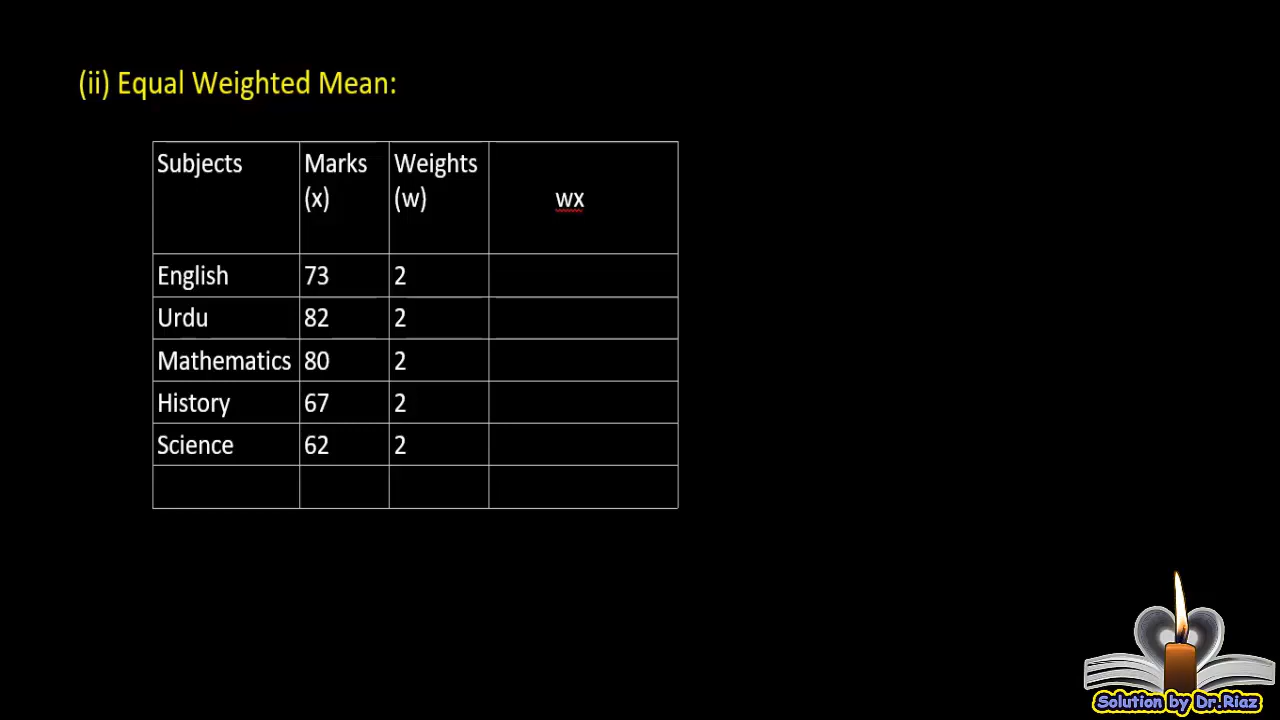 (ii) Equal Weighted Mean:
Subjects Marks Weights
(x) (w) wx
English 73 2
Urdu 82 2
Mathematics 80 2
History 67 2
Science 62 2
Solution by Dr.Riaz